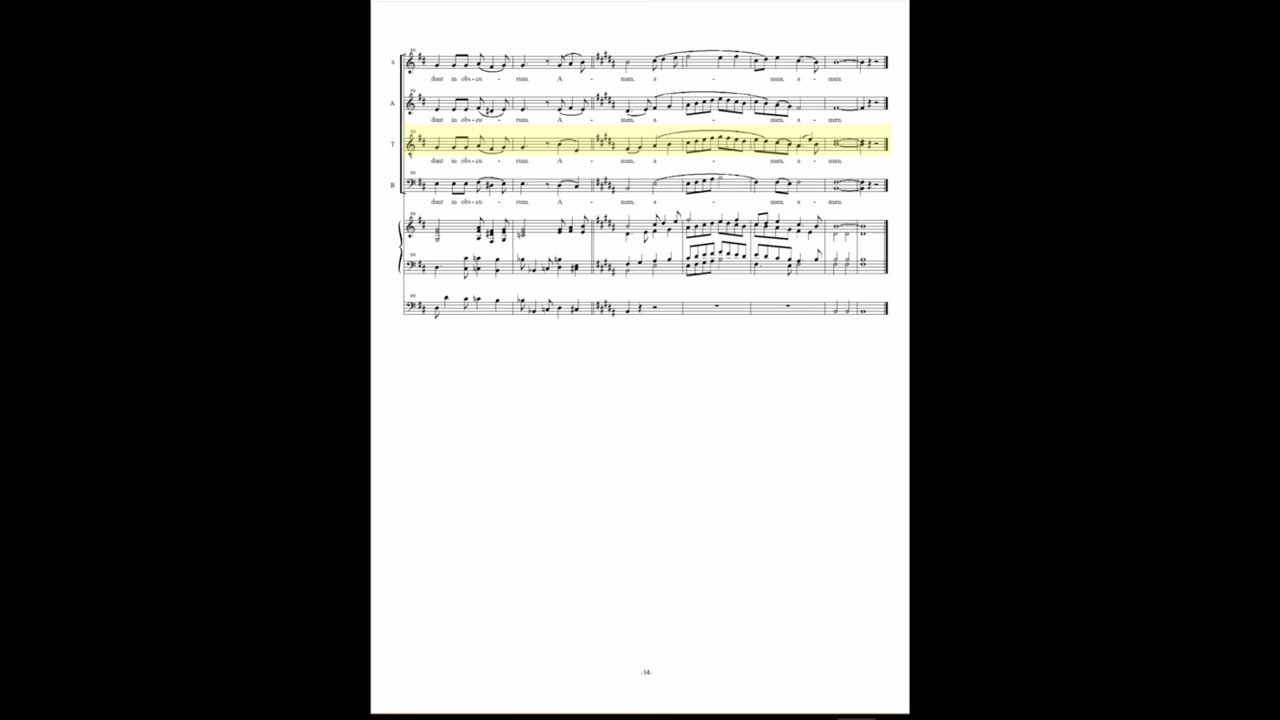 S
dant in obs-cu - rum. A - men, a - men, a - men.
A
dant in obs-cu - rum. A - men, a - men, a - men.
T
dant in obs-cu - rum. A - men, a - men, a - men.
B
dant in obs-cu - rum. A - men, a - men, a - men.
-14-